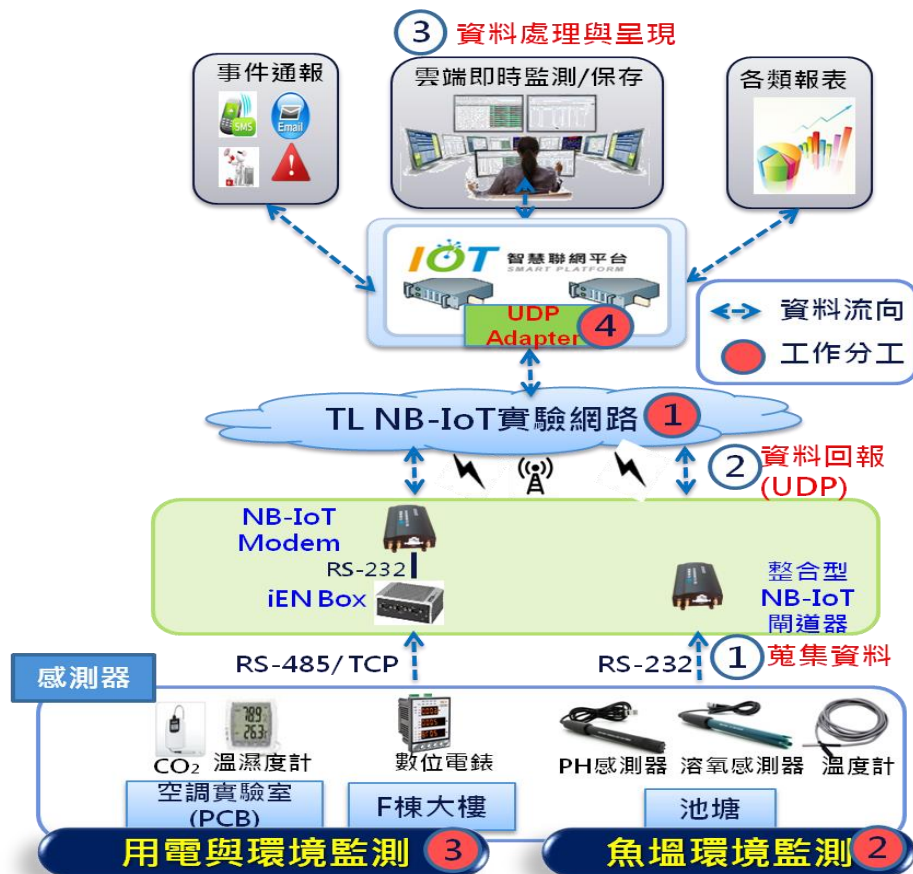 3 資料處理與呈現
事件通報
雲端即時監測/保存
各類報表
SMS
Email
IOT 智慧聯網平台
SMART PLATFORM
UDP
Adapter
4
資料流向
工作分工
TL NB-IoT實驗網路 1
2 資料回報
(UDP)
NB-IoT
Modem
RS-232
iEN Box
整合型
NB-IoT
閘道器
RS-485/TCP
RS-232
1 蒐集資料
感測器
78.9
26.3
CO2
溫濕度計
數位電錶
PH感測器
溶氧感測器
温度計
空調實驗室
(PCB)
F棟大樓
池塘
用電與環境監測 3
魚塭環境監測 2